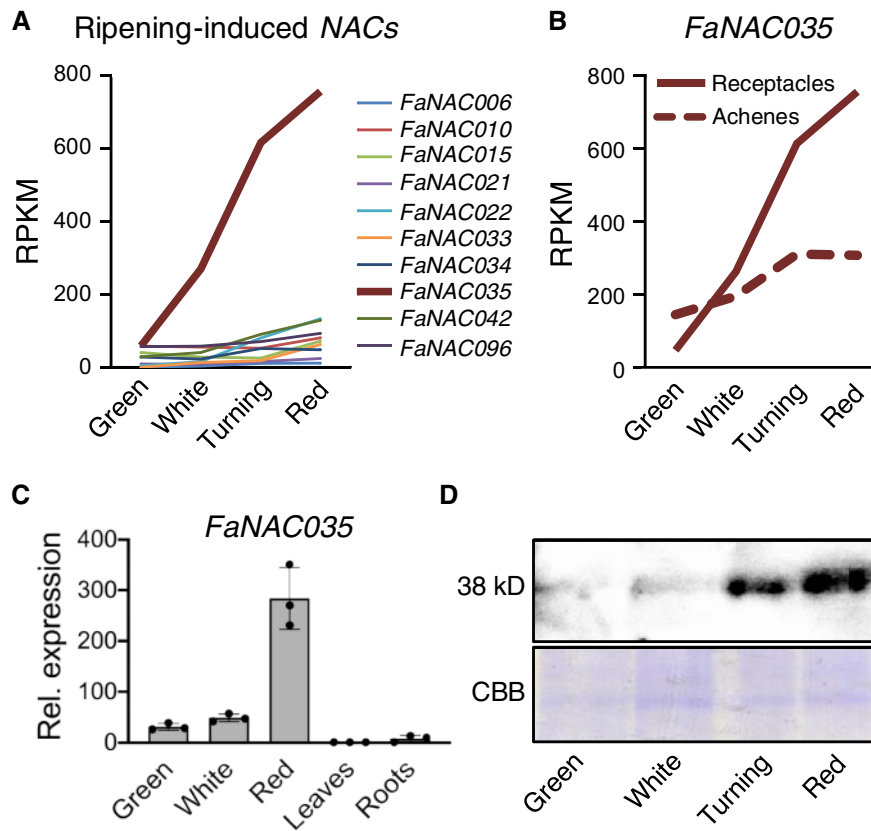 A
Ripening-induced NACs
RPKM
800
600
400
200
0
Green
White
Turning
Red
FaNAC006
FaNAC010
FaNAC015
FaNAC021
FaNAC022
FaNAC033
FaNAC034
FaNAC035
FaNAC042
FaNAC096
B
FaNAC035
RPKM
800
600
400
200
0
Receptacles
Achenes
Green
White
Turning
Red
C
FaNAC035
Rel. expression
400
300
200
100
0
Green
White
Red
Leaves
Roots
D
38 kD
CBB
Green
White
Turning
Red